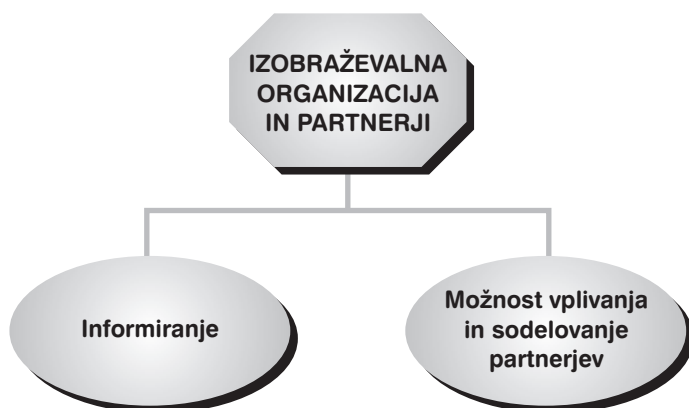 IZOBRAŽEVALNA
ORGANIZACIJA
IN PARTNERJI
Informiranje
Možnost vplivanja
in sodelovanje
partnerjev